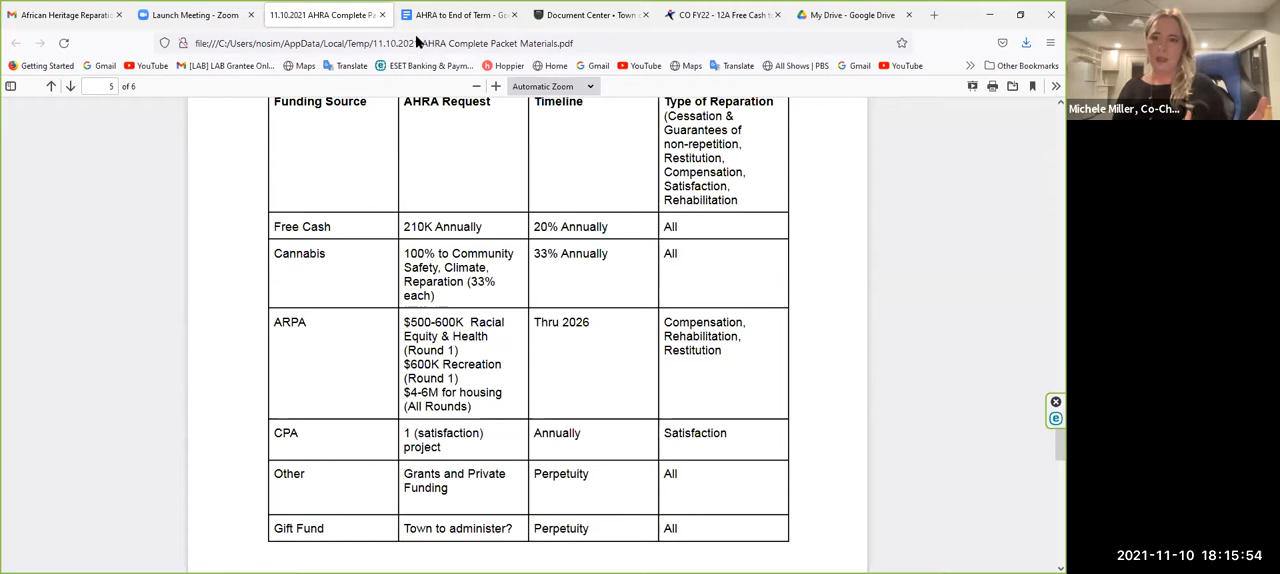 African Heritage Reparatio
Launch Meeting - Zoom
11.10.2021 AHRA Complete Pa
AHRA to End of Term - Go
Document Center • Town o
CO FY22 - 12A Free Cash to
My Drive - Google Drive
file:///C:/Users/nosim/AppData/Local/Temp/11.10.202 AHRA Complete Packet Materials.pdf
Getting Started
Gmail
YouTube
[LAB] LAB Grantee Onl...
Maps
Translate
ESET Banking & Paym...
Hoppier
Home
Gmail
YouTube
Maps
Translate
All Shows | PBS
Gmail
YouTube
Other Bookmarks
5 of 6
Automatic Zoom
Michele Miller, Co-Ch...
Funding Source
AHRA Request
Timeline
Type of Reparation
(Cessation &
Guarantees of
non-repetition,
Restitution,
Compensation,
Satisfaction,
Rehabilitation
Free Cash
210K Annually
20% Annually
All
Cannabis
100% to Community
Safety, Climate,
Reparation (33%
each)
33% Annually
All
ARPA
$500-600K Racial
Equity & Health
(Round 1)
$600K Recreation
(Round 1)
$4-6M for housing
(All Rounds)
Thru 2026
Compensation,
Rehabilitation,
Restitution
CPA
1 (satisfaction)
project
Annually
Satisfaction
Other
Grants and Private
Funding
Perpetuity
All
Gift Fund
Town to administer?
Perpetuity
All
2021-11-10 18:15:54